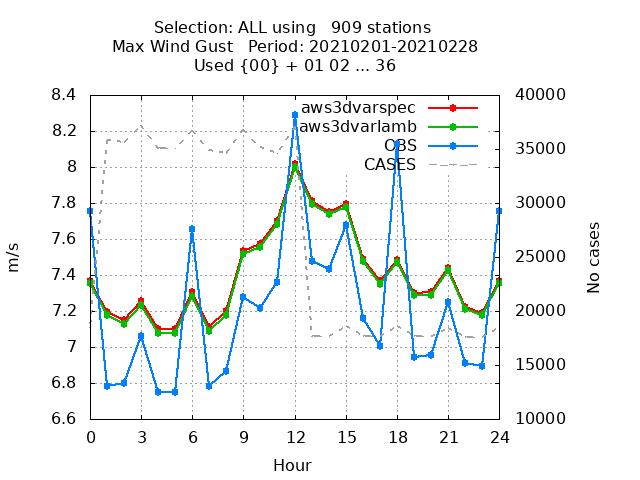 Selection: ALL using   909 stations
Max Wind Gust   Period: 20210201-20210228
Used {00} + 01 02 ... 36
aws3dvarspec
aws3dvarlamb
OBS
CASES
8.4
8.2
8
7.8
7.6
7.4
7.2
7
6.8
6.6
m/s
40000
35000
30000
25000
20000
15000
10000
No cases
0 3 6 9 12 15 18 21 24
Hour